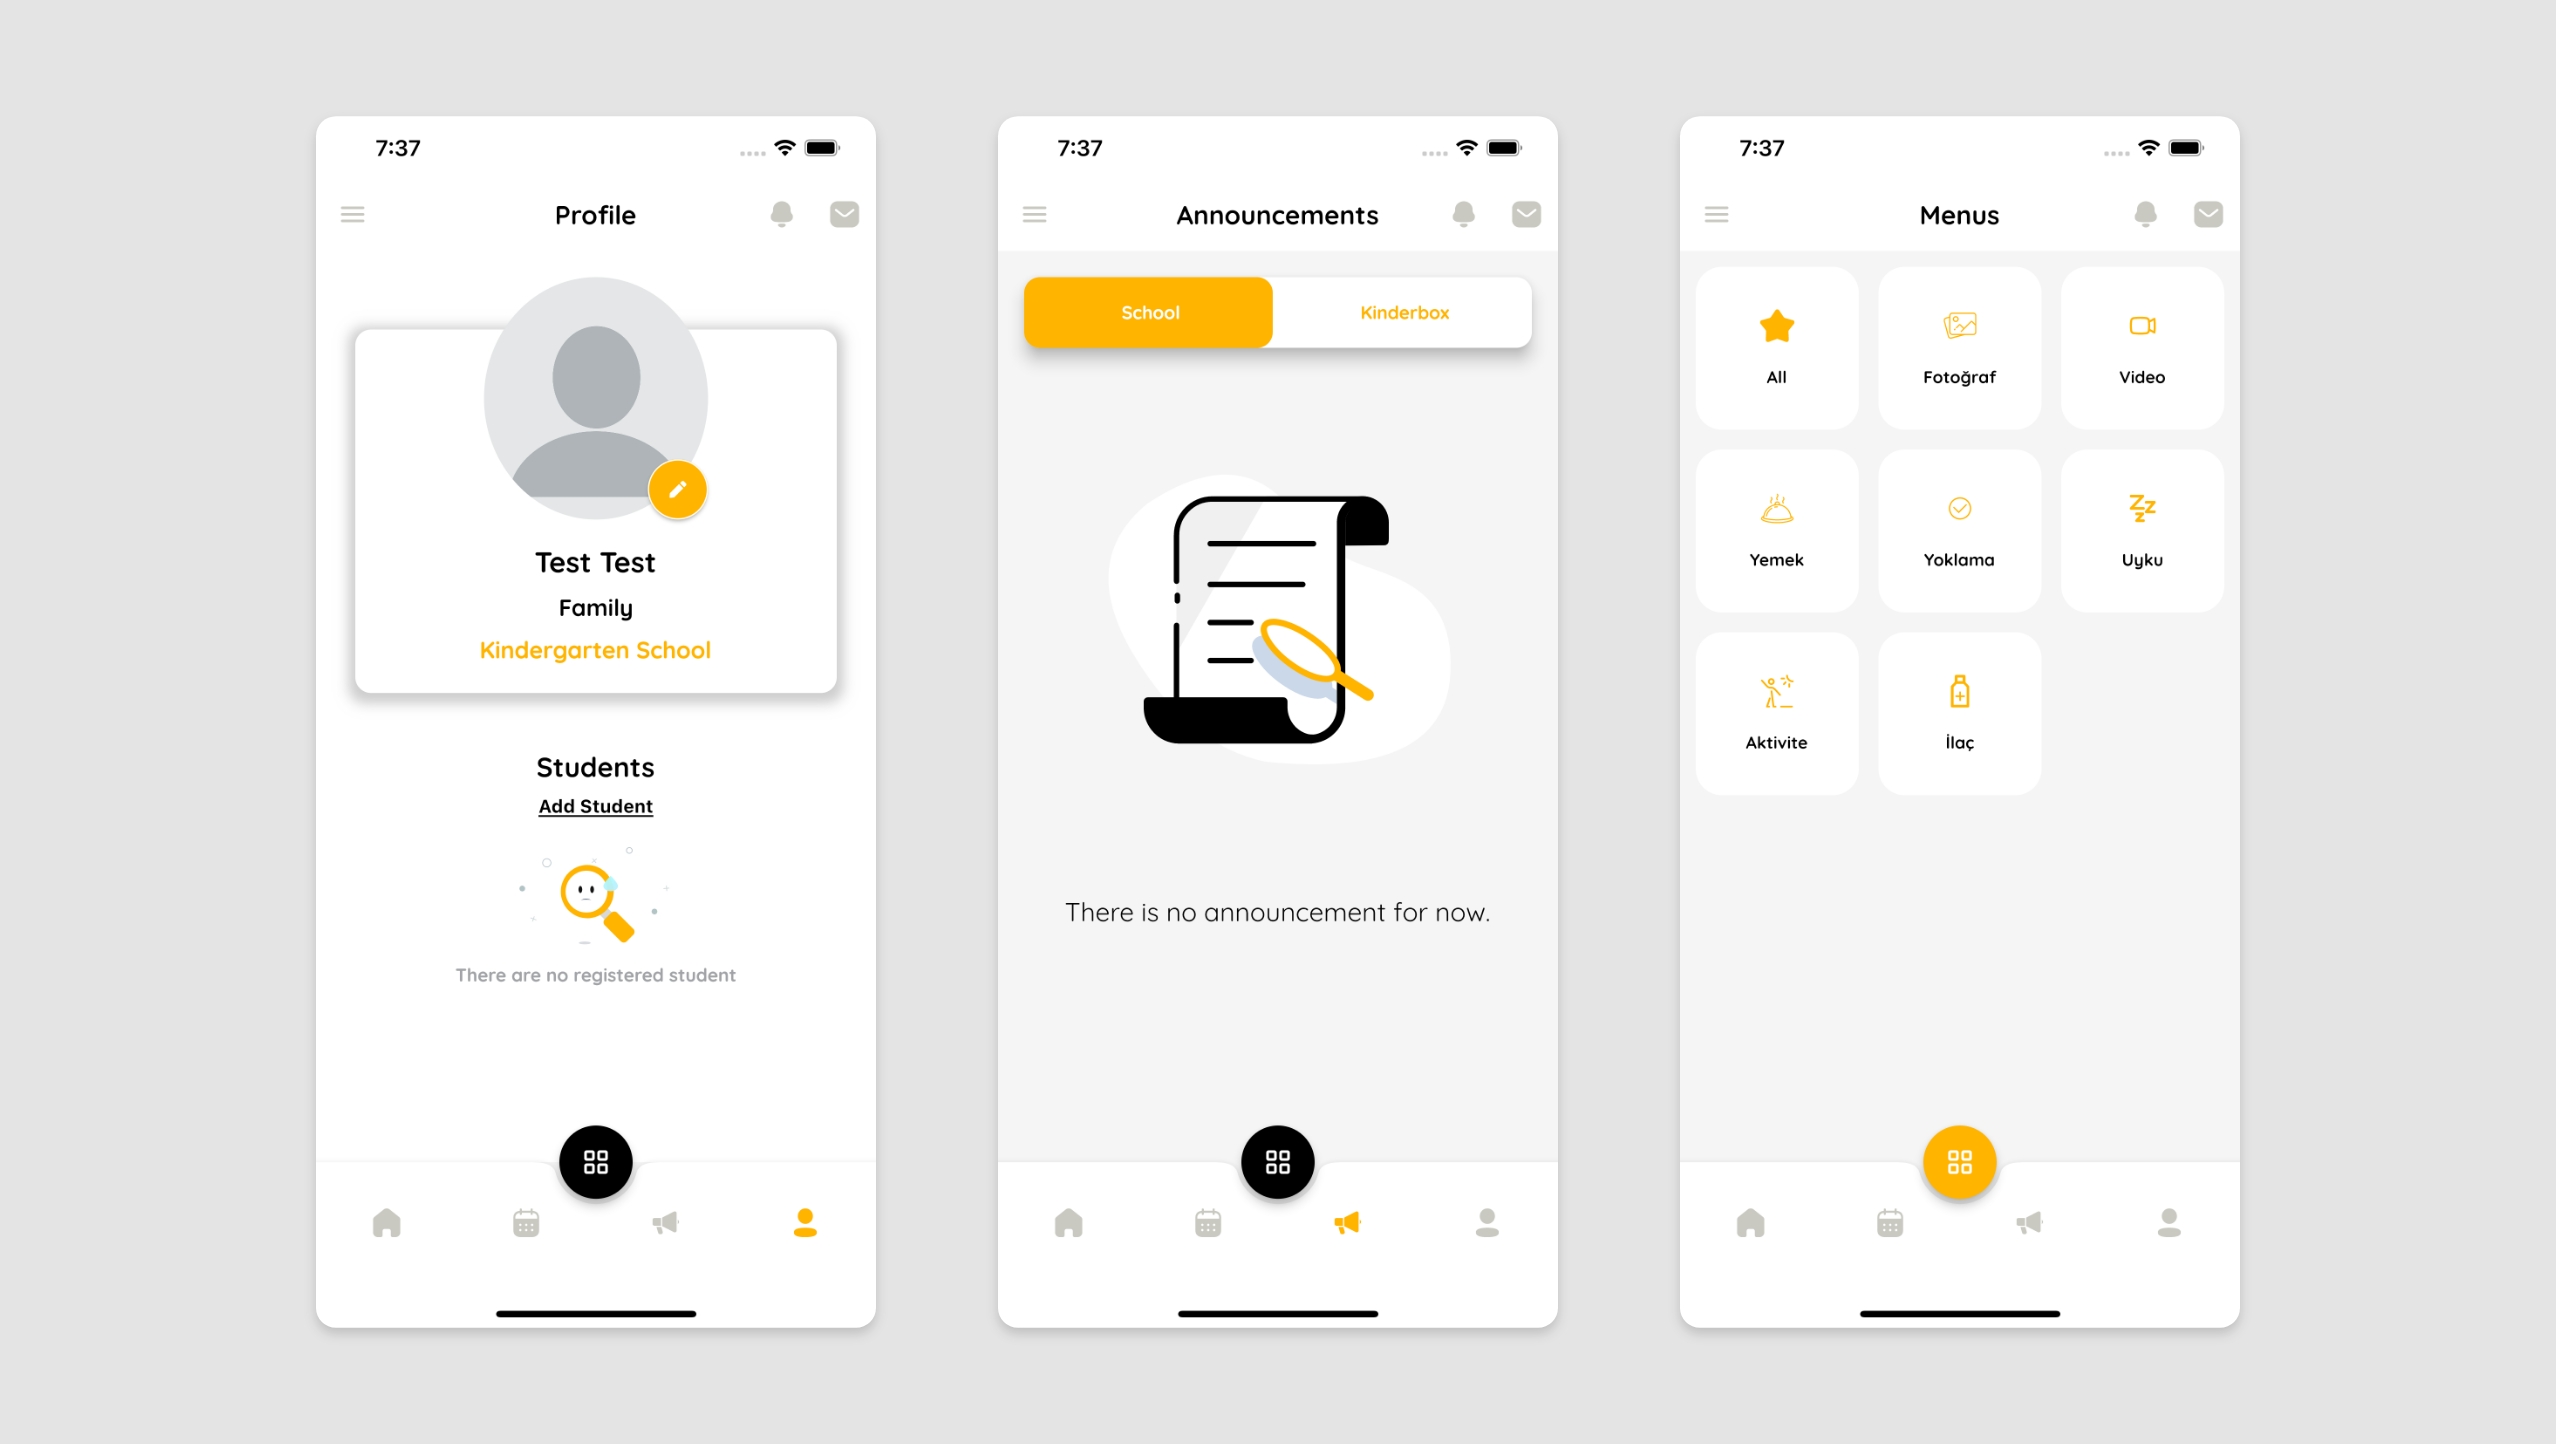 7:37
Profile
Test Test
Family
Kindergarten School
Students
Add Student
There are no registered student
7:37
Announcements
School
Kinderbox
There is no announcement for now.
7:37
Menus
All
Fotoğraf
Video
Yemek
Yoklama
Uyku
Aktivite
İlaç